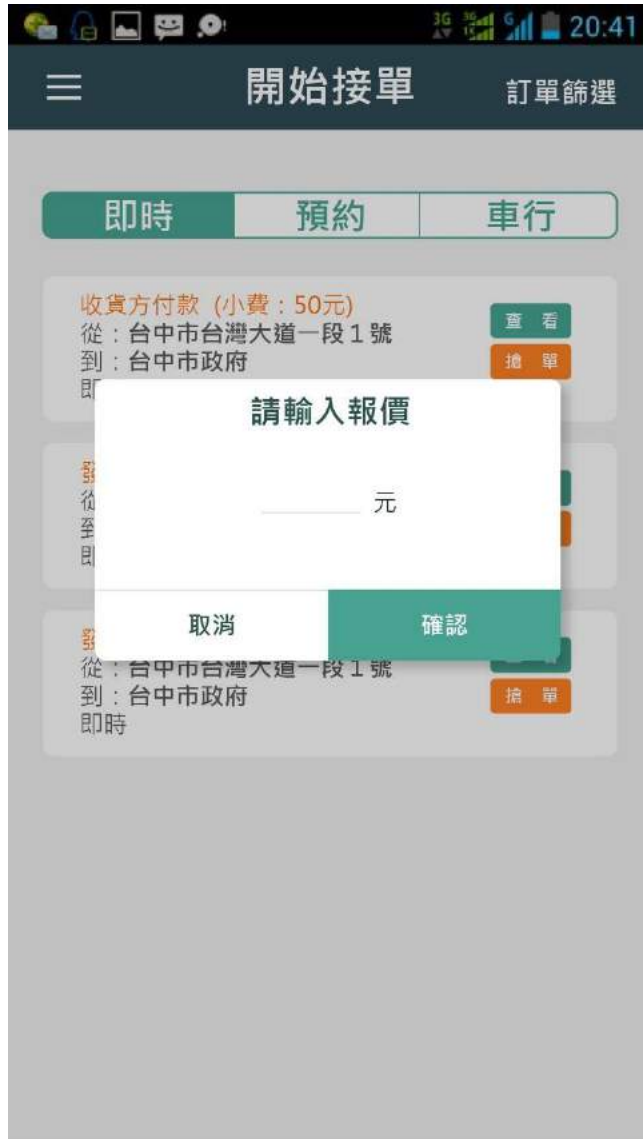 3G 3G G 20:41
開始接單 訂單篩選
即時 預約 車行
收貨方付款 (小費：50元)
從：台中市台灣大道一段１號
到：台中市政府
查 看
搶 單
請輸入報價
元
取消 確認
從：台中市台灣大道一段１號
到：台中市政府
即時
搶 單